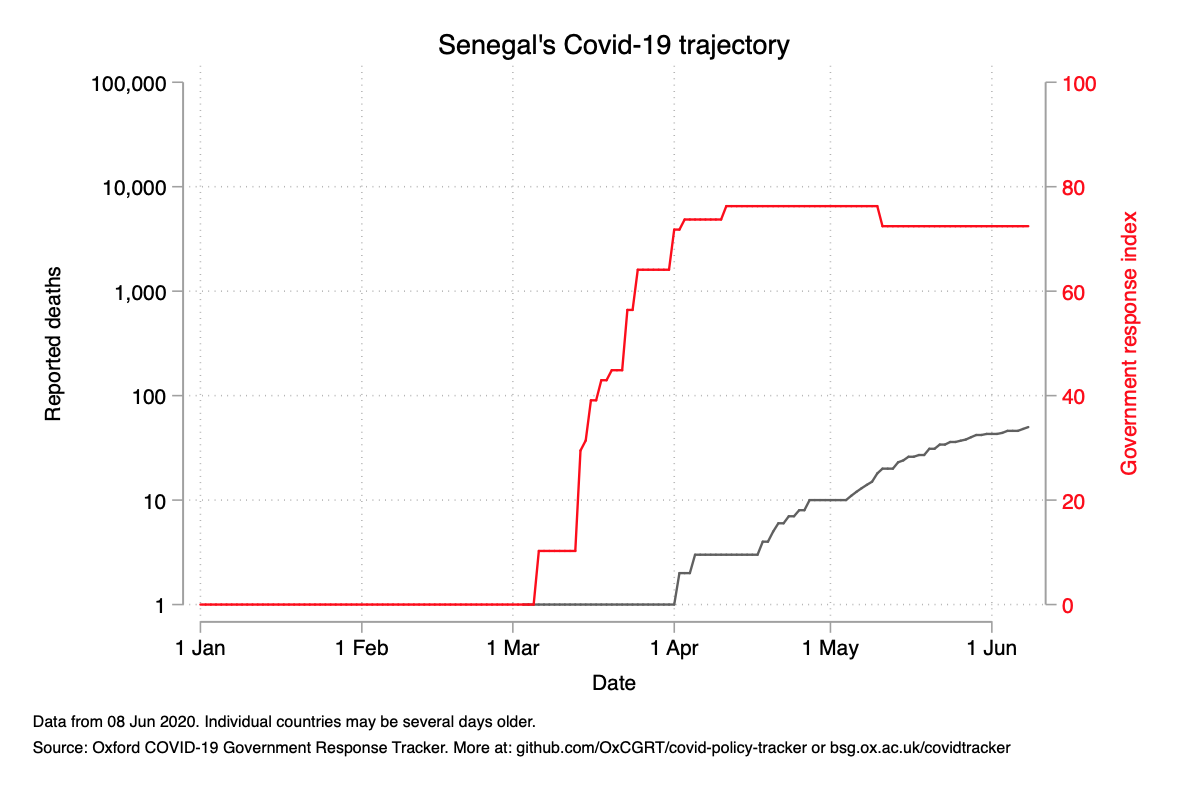 Senegal's Covid-19 trajectory
100,000
10,000
1,000
100
10
1
Reported deaths
100
80
60
40
20
0
Government response index
1 Jan 1 Feb 1 Mar 1 Apr 1 May 1 Jun
Date
Data from 08 Jun 2020. Individual countries may be several days older.
Source: Oxford COVID-19 Government Response Tracker. More at: github.com/OxCGRT/covid-policy-tracker or bsg.ox.ac.uk/covidtracker